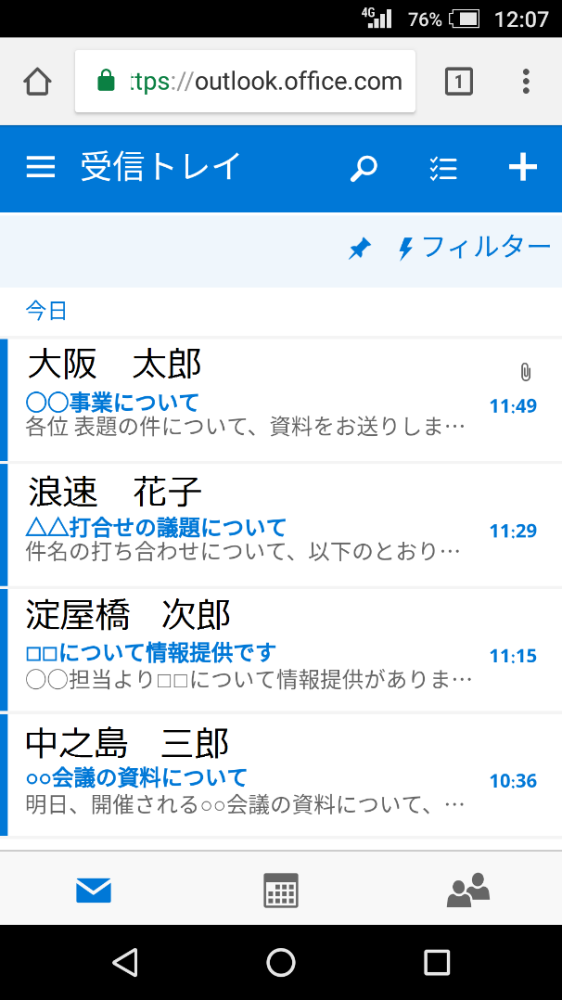 4G 76% 12:07
ttps://outlook.office.com 1
受信トレイ
フィルター
今日
大阪　太郎
〇〇事業について 11:49
各位 表題の件について、資料をお送りしま…
浪速　花子
△△打合せの議題について 11:29
件名の打ち合わせについて、以下のとおり…
淀屋橋　次郎
□□について情報提供です 11:15
〇〇担当より□□について情報提供がありま…
中之島　三郎
○○会議の資料について 10:36
明日、開催される○○会議の資料について、…